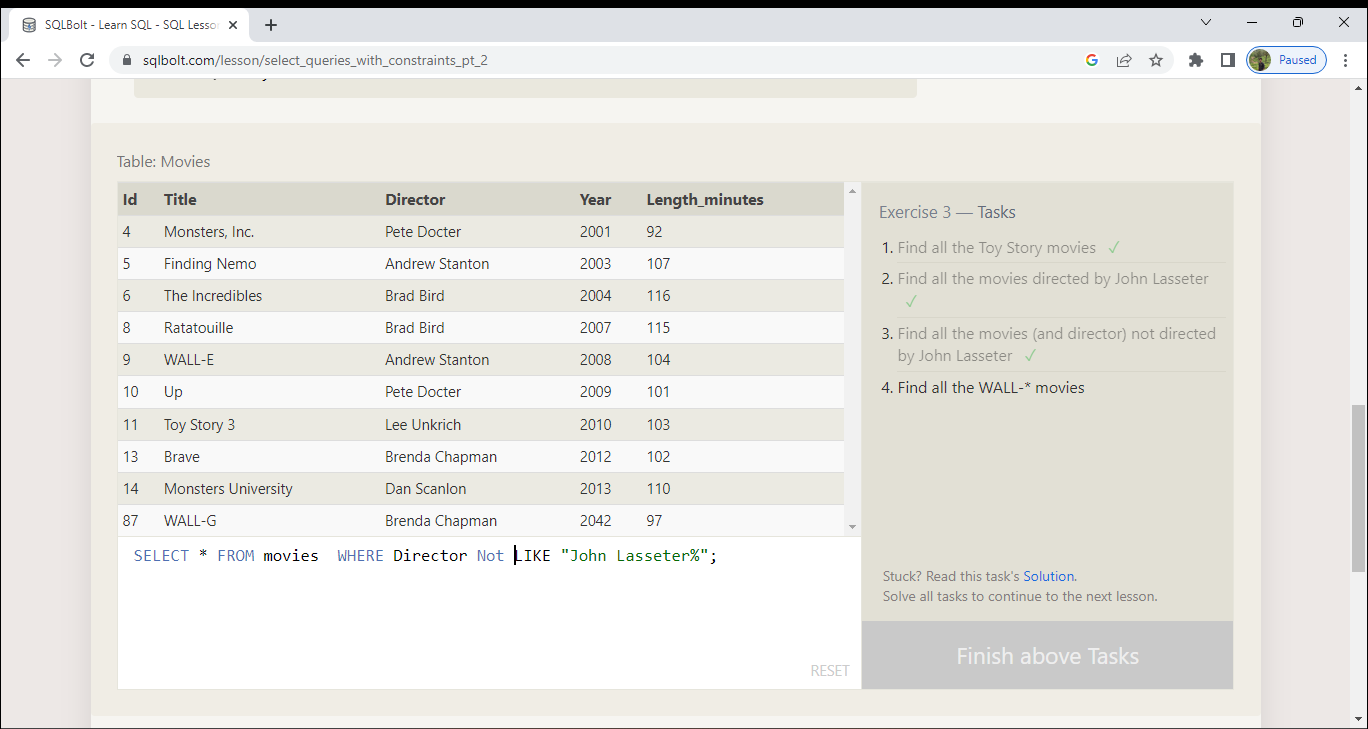 SQLBolt - Learn SQL - SQL Lesso
sqlbolt.com/lesson/select_queries_with_constraints_pt_2
Paused
Table: Movies
Id Title Director Year Length_minutes
4 Monsters, Inc. Pete Docter 2001 92
5 Finding Nemo Andrew Stanton 2003 107
6 The Incredibles Brad Bird 2004 116
8 Ratatouille Brad Bird 2007 115
9 WALL-E Andrew Stanton 2008 104
10 Up Pete Docter 2009 101
11 Toy Story 3 Lee Unkrich 2010 103
13 Brave Brenda Chapman 2012 102
14 Monsters University Dan Scanlon 2013 110
87 WALL-G Brenda Chapman 2042 97
SELECT * FROM movies  WHERE Director Not LIKE "John Lasseter%";
RESET
Exercise 3 — Tasks
1. Find all the Toy Story movies ✓
2. Find all the movies directed by John Lasseter
✓
3. Find all the movies (and director) not directed
by John Lasseter ✓
4. Find all the WALL-* movies
Stuck? Read this task's Solution.
Solve all tasks to continue to the next lesson.
Finish above Tasks